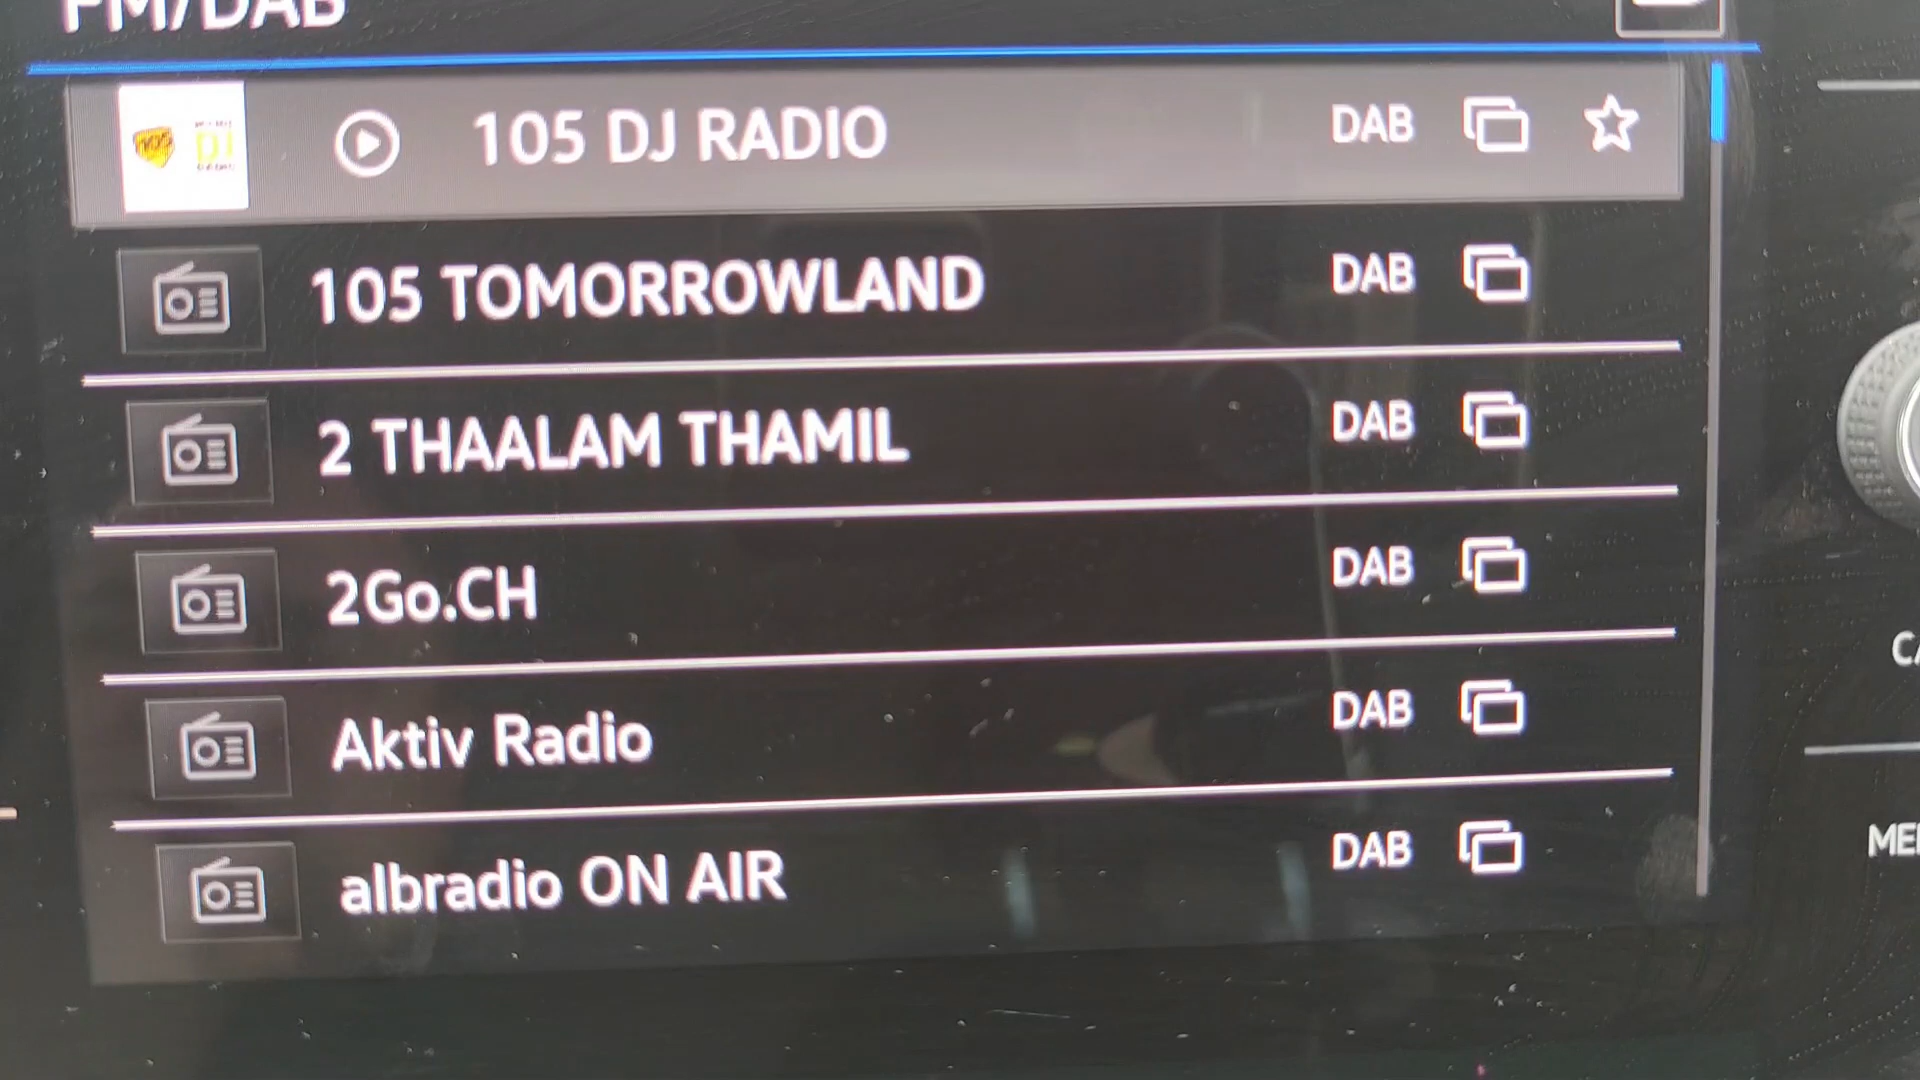 FM/DAB
105 DJ RADIO DAB
105 TOMORROWLAND DAB
2 THAALAM THAMIL DAB
2Go.CH DAB
Aktiv Radio DAB
albradio ON AIR DAB